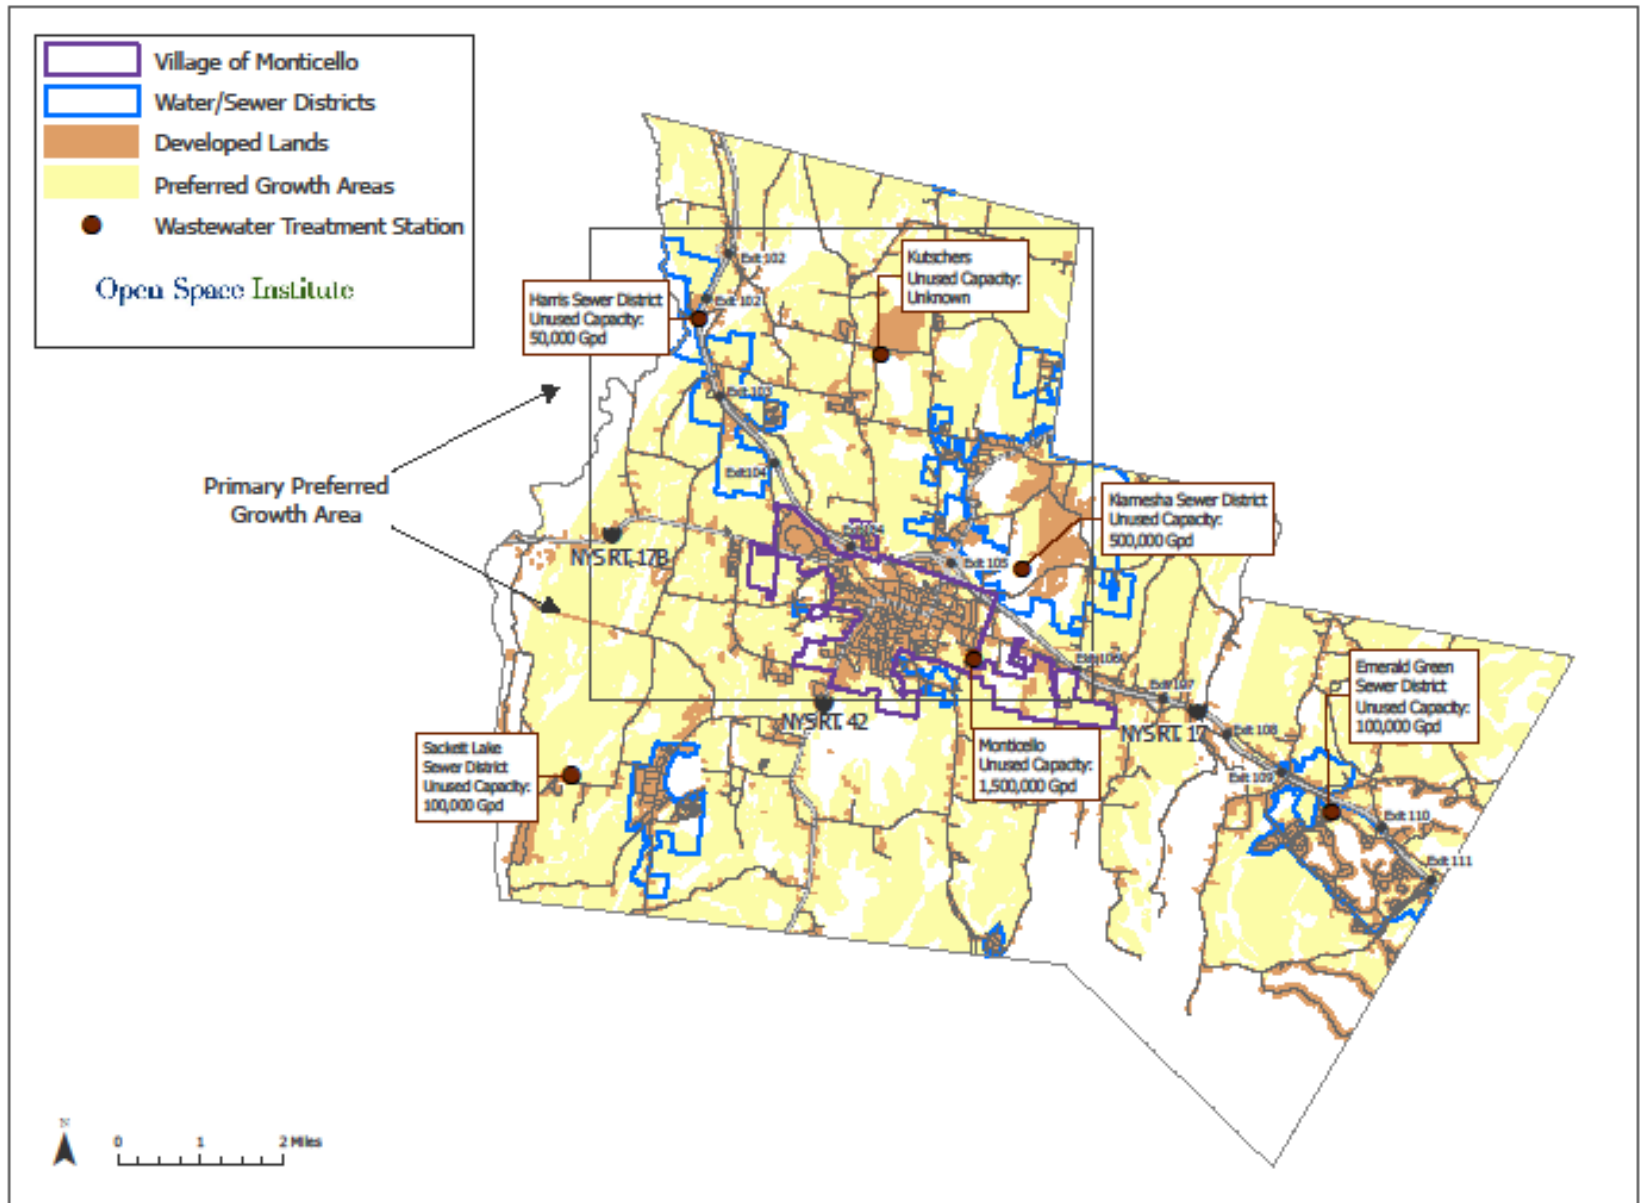 Village of Monticello
Water/Sewer Districts
Developed Lands
Preferred Growth Areas
Wastewater Treatment Station
Open Space Institute
Exit 102
Kutschers
Unused Capacity:
Unknown
Harris Sewer District
Unused Capacity:
50,000 Gpd
Exit 102
Exit 103
Exit104
Primary Preferred
Growth Area
Kiamesha Sewer District
Unused Capacity:
500,000 Gpd
NYS RT. 17B
Exit 104
Exit 105
Exit 106
Emerald Green
Sewer District
Unused Capacity:
100,000 Gpd
Exit 107
NYS RT. 42
NYS RT. 17
Exit 108
Sackett Lake
Sewer District
Unused Capacity:
100,000 Gpd
Monticello
Unused Capacity:
1,500,000 Gpd
Exit 109
Exit 110
Exit 111
N
0 1 2 Miles